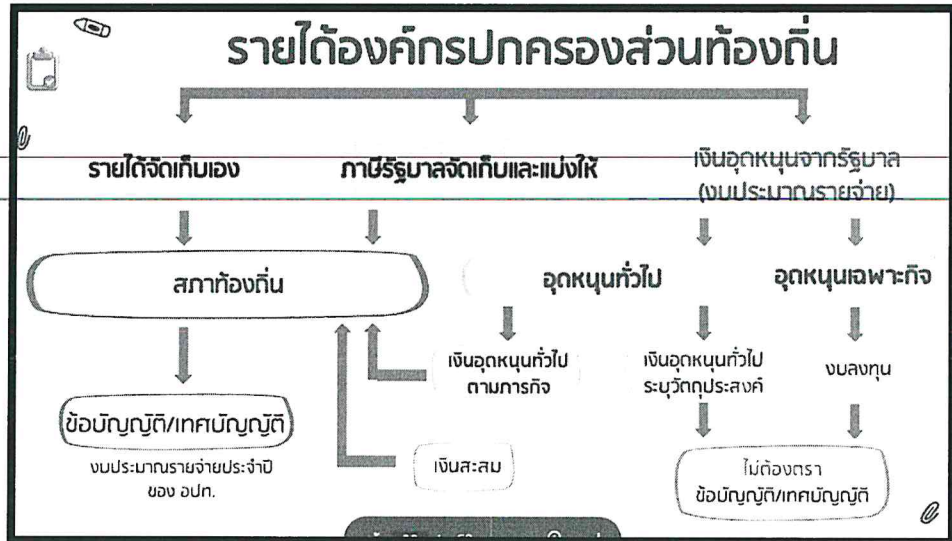 รายได้องค์กรปกครองส่วนท้องถิ่น
รายได้จัดเก็บเอง
ภาษีรัฐบาลจัดเก็บและแบ่งให้
เงินอุดหนุนจากรัฐบาล
(งบประมาณรายจ่าย)
สภาท้องถิ่น
อุดหนุนทั่วไป
อุดหนุนเฉพาะกิจ
เงินอุดหนุนทั่วไป
ตามภารกิจ
เงินอุดหนุนทั่วไป
ระบุวัตถุประสงค์
งบลงทุน
ข้อบัญญัติ/เทศบัญญัติ
งบประมาณรายจ่ายประจำปี
ของ อปท.
เงินสะสม
ไม่ต้องตรา
ข้อบัญญัติ/เทศบัญญัติ